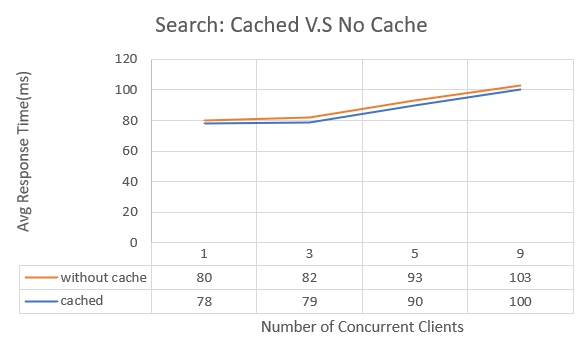 Search: Cached V.S No Cache
Avg Response Time(ms)
120
100
80
60
40
20
0
1 3 5 9
without cache 80 82 93 103
cached 78 79 90 100
Number of Concurrent Clients